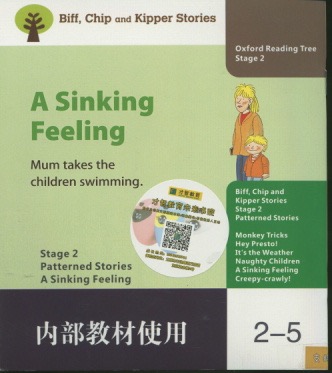 Biff, Chip and Kipper Stories
Oxford Reading Tree
Stage 2
A Sinking
Feeling
Mum takes the
children swimming.
Biff, Chip and
Kipper Stories
Stage 2
Patterned Stories
Monkey Tricks
Hey Presto!
It's the Weather
Naughty Children
A Sinking Feeling
Creepy-crawly!
Stage 2
Patterned Stories
A Sinking Feeling
内部教材使用
2–5